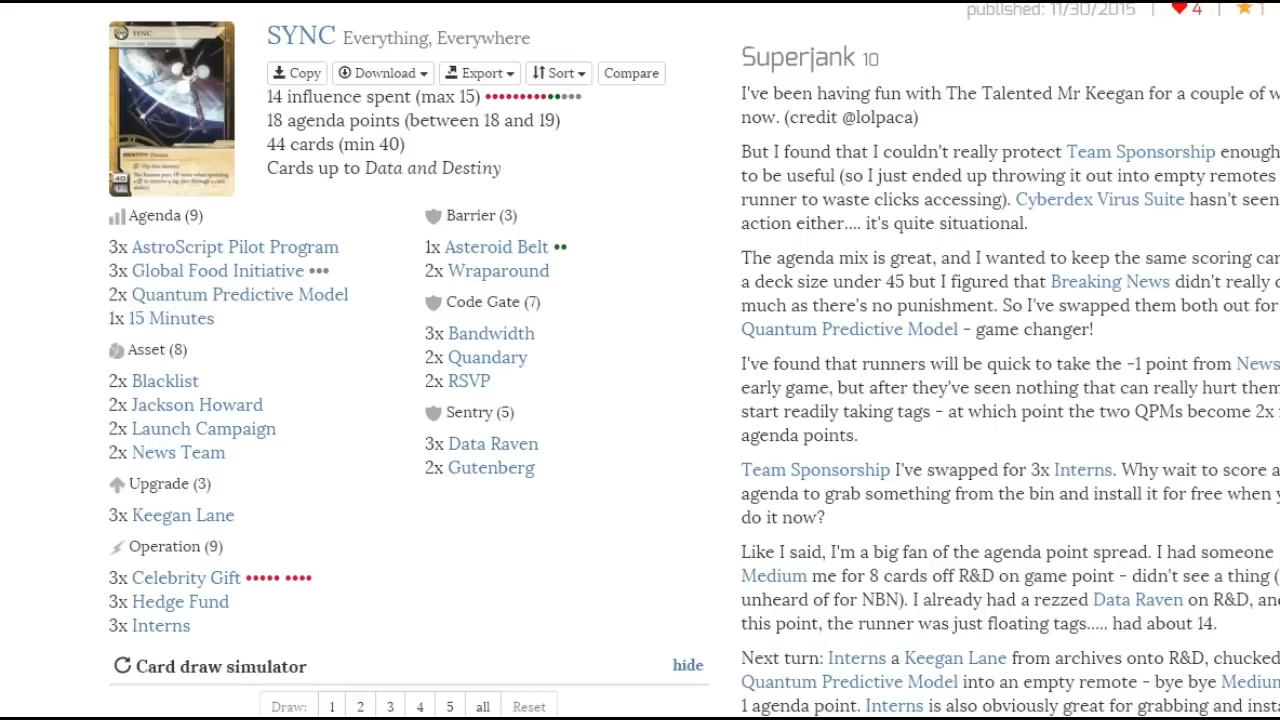 published: 11/30/2015 | 4 | 1
SYNC
SYNC Everything, Everywhere
Copy Download Export Sort Compare
14 influence spent (max 15)
18 agenda points (between 18 and 19)
44 cards (min 40)
Cards up to Data and Destiny
Agenda (9)
3x AstroScript Pilot Program
3x Global Food Initiative •••
2x Quantum Predictive Model
1x 15 Minutes
Asset (8)
2x Blacklist
2x Jackson Howard
2x Launch Campaign
2x News Team
Upgrade (3)
3x Keegan Lane
Operation (9)
3x Celebrity Gift ••••• ••••
3x Hedge Fund
3x Interns
Barrier (3)
1x Asteroid Belt ••
2x Wraparound
Code Gate (7)
3x Bandwidth
2x Quandary
2x RSVP
Sentry (5)
3x Data Raven
2x Gutenberg
Card draw simulator hide
Draw: 1 2 3 4 5 all Reset
Superjank 10
I've been having fun with The Talented Mr Keegan for a couple of w
now. (credit @lolpaca)
But I found that I couldn't really protect Team Sponsorship enough
to be useful (or I just ended up throwing it out into empty remotes
runner to waste clicks accessing). Cyberdex Virus Suite hasn't seen
action either.... it's quite situational.
The agenda mix is great, and I wanted to keep the same scoring car
a deck size under 45 but I figured that Breaking News didn't really
much as there's no punishment. So I've swapped them both out for
Quantum Predictive Model - game changer!
I've found that runners will be quick to take the -1 point from News
early game, but after they've seen nothing that can really hurt them
start readily taking tags - at which point the two QPMs become 2x
agenda points.
Team Sponsorship I've swapped for 3x Interns. Why wait to score a
agenda to grab something from the bin and install it for free when y
do it now?
Like I said, I'm a big fan of the agenda point spread. I had someone
Medium me for 8 cards off R&D on game point - didn't see a thing (
unheard of for NBN). I already had a rezzed Data Raven on R&D, and
this point, the runner was just floating tags..... had about 14.
Next turn: Interns a Keegan Lane from archives onto R&D, chucked
Quantum Predictive Model into an empty remote - bye bye Medium
1 agenda point. Interns is also obviously great for grabbing and insta